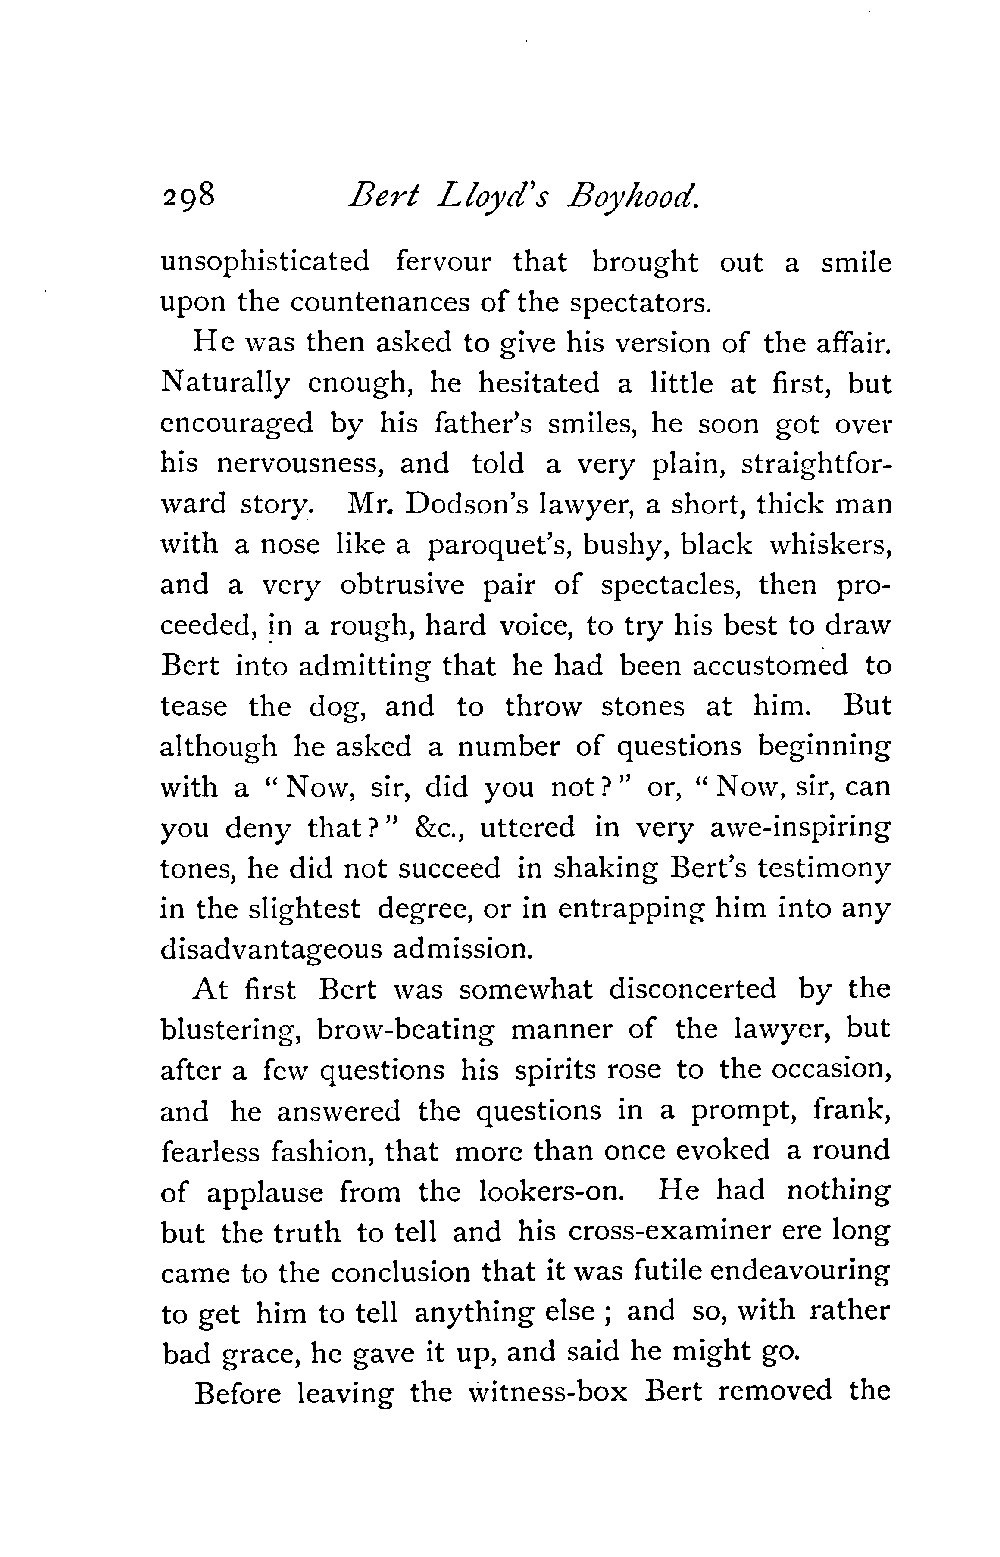 298 Bert Lloyd's Boyhood.
unsophisticated fervour that brought out a smile
upon the countenances of the spectators.
He was then asked to give his version of the affair.
Naturally enough, he hesitated a little at first, but
encouraged by his father's smiles, he soon got over
his nervousness, and told a very plain, straightfor-
ward story. Mr. Dodson's lawyer, a short, thick man
with a nose like a paroquet's, bushy, black whiskers,
and a very obtrusive pair of spectacles, then pro-
ceeded, in a rough, hard voice, to try his best to draw
Bert into admitting that he had been accustomed to
tease the dog, and to throw stones at him. But
although he asked a number of questions beginning
with a "Now, sir, did you not?" or, "Now, sir, can
you deny that?" &c., uttered in very awe-inspiring
tones, he did not succeed in shaking Bert's testimony
in the slightest degree, or in entrapping him into any
disadvantageous admission.
At first Bert was somewhat disconcerted by the
blustering, brow-beating manner of the lawyer, but
after a few questions his spirits rose to the occasion,
and he answered the questions in a prompt, frank,
fearless fashion, that more than once evoked a round
of applause from the lookers-on. He had nothing
but the truth to tell and his cross-examiner ere long
came to the conclusion that it was futile endeavouring
to get him to tell anything else; and so, with rather
bad grace, he gave it up, and said he might go.
Before leaving the witness-box Bert removed the